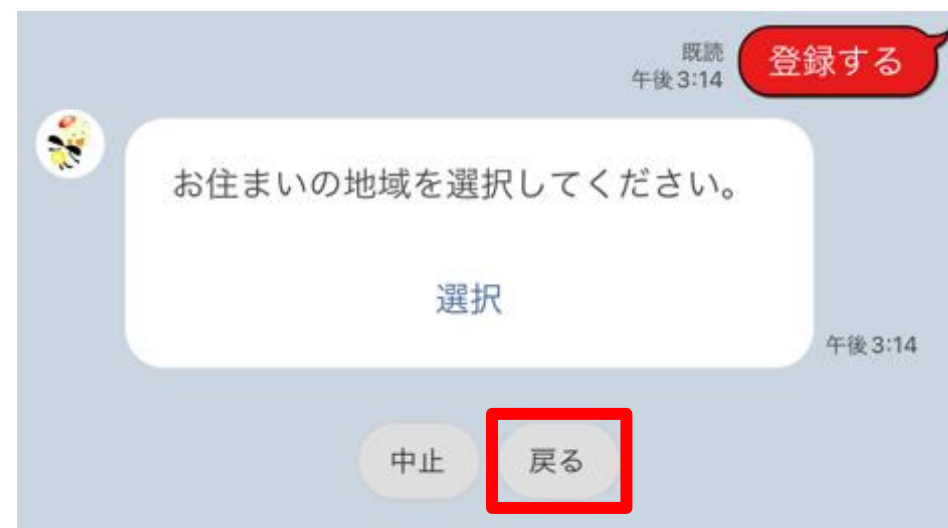 既読
午後3:14
登録する
お住まいの地域を選択してください。
選択
午後3:14
中止
戻る